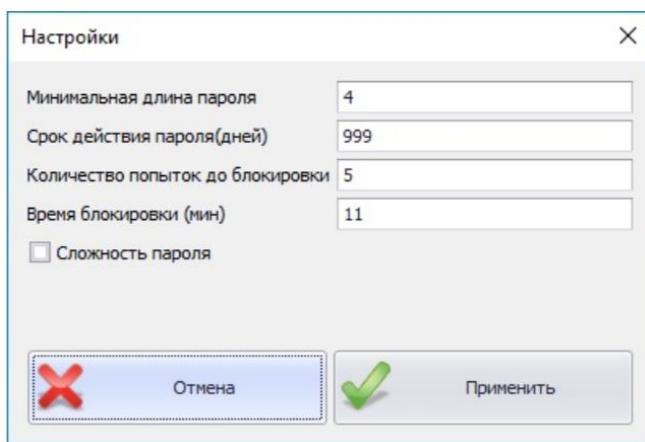 Настройки
Минимальная длина пароля 4
Срок действия пароля(дней) 999
Количество попыток до блокировки 5
Время блокировки (мин) 11
Сложность пароля
Отмена Применить